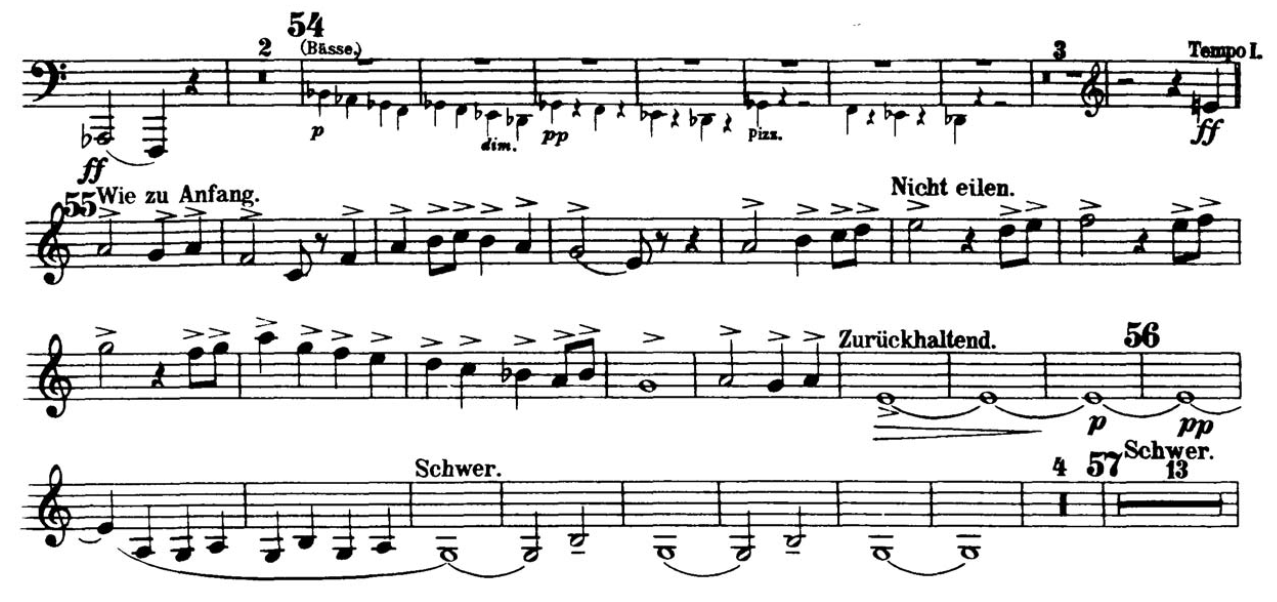 54
2 (Bässe.) 3 Tempo I.
p dim. pp pizz. ff
ff
55 Wie zu Anfang. Nicht eilen.
Zurückhaltend. 56
p pp
Schwer. 4 57 Schwer.
13